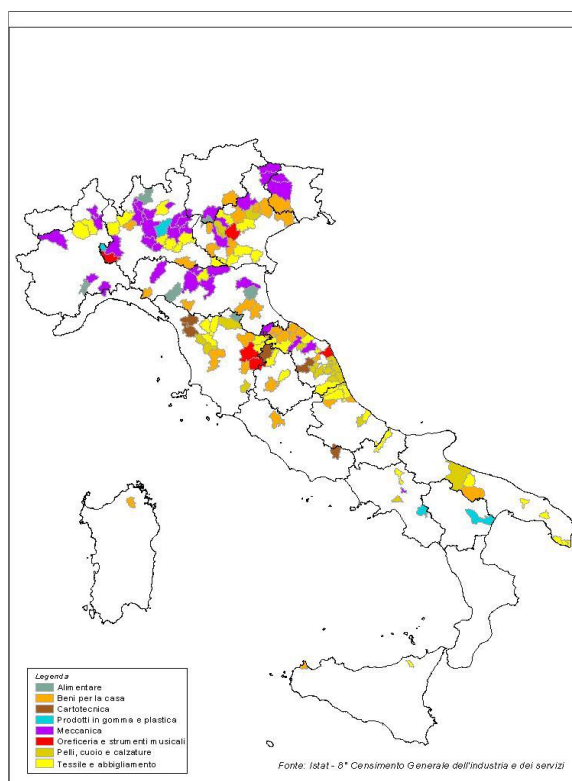 Legenda
Alimentare
Beni per la casa
Cartotecnica
Prodotti in gomma e plastica
Meccanica
Oreficeria e strumenti musicali
Pelli, cuoio e calzature
Tessile e abbigliamento
Fonte: Istat - 8° Censimento Generale dell'industria e dei servizi